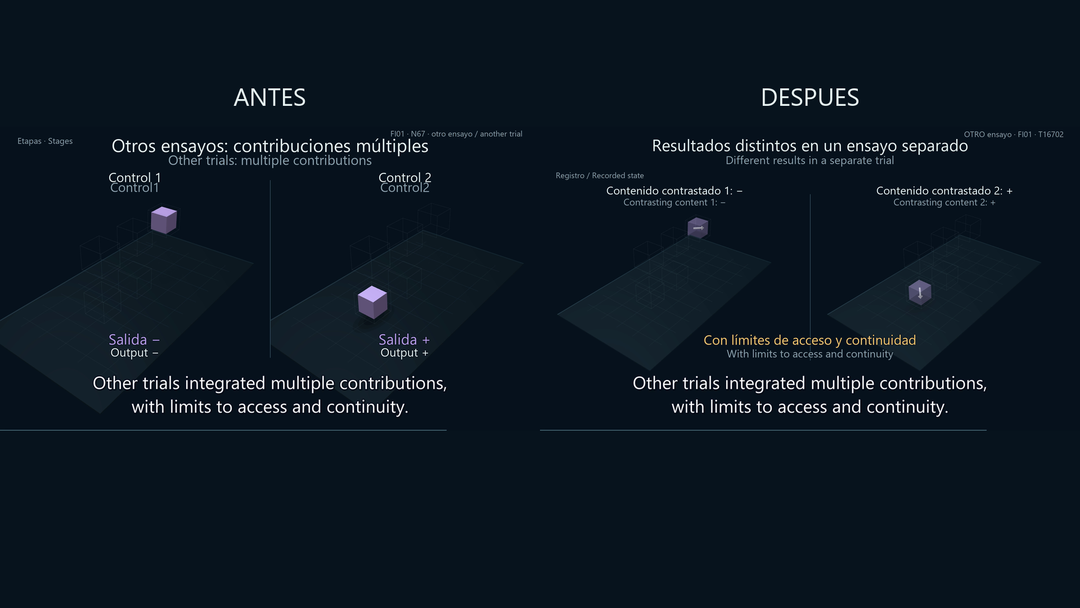 ANTES
FI01 · N67 · otro ensayo / another trial
Etapas · Stages
Otros ensayos: contribuciones múltiples
Other trials: multiple contributions
Control 1
Control1
Control 2
Control2
Salida −
Output −
Salida +
Output +
Other trials integrated multiple contributions,
with limits to access and continuity.
DESPUES
OTRO ensayo · FI01 · T16702
Resultados distintos en un ensayo separado
Different results in a separate trial
Registro / Recorded state
Contenido contrastado 1: −
Contrasting content 1: −
Contenido contrastado 2: +
Contrasting content 2: +
Con límites de acceso y continuidad
With limits to access and continuity
Other trials integrated multiple contributions,
with limits to access and continuity.